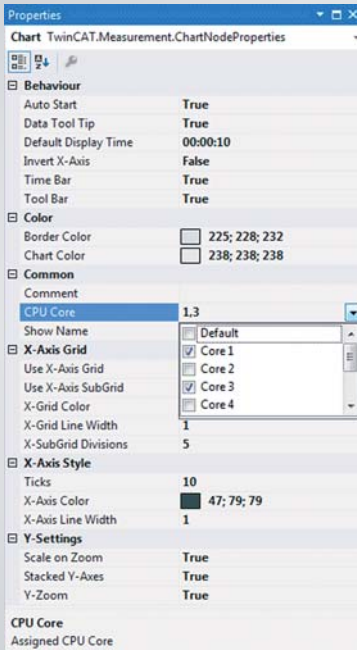 Properties
Chart TwinCAT.Measurement.ChartNodeProperties
Behaviour
Auto Start True
Data Tool Tip True
Default Display Time 00:00:10
Invert X-Axis False
Time Bar True
Tool Bar True
Color
Border Color 225; 228; 232
Chart Color 238; 238; 238
Common
Comment
CPU Core 1,3
Show Name
Default
Core 1
Core 2
Core 3
Core 4
X-Axis Grid
Use X-Axis Grid
Use X-Axis SubGrid
X-Grid Color
X-Grid Line Width 1
X-SubGrid Divisions 5
X-Axis Style
Ticks 10
X-Axis Color 47; 79; 79
X-Axis Line Width 1
Y-Settings
Scale on Zoom True
Stacked Y-Axes True
Y-Zoom True
CPU Core
Assigned CPU Core